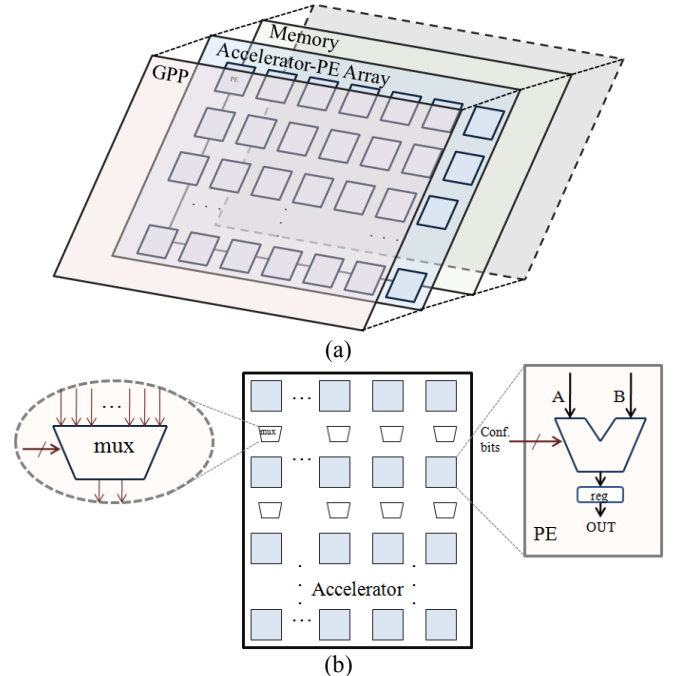 Memory
Accelerator-PE Array
GPP
PE
(a)
mux
mux
Conf.
bits
A
B
reg
OUT
PE
Accelerator
(b)